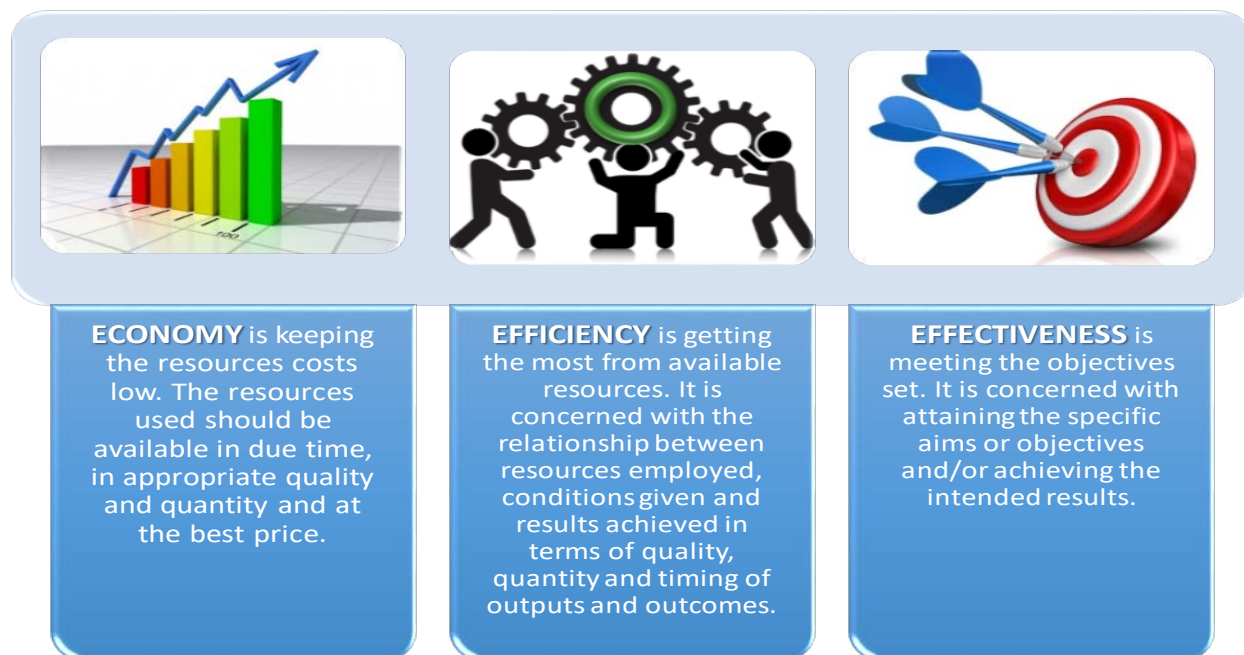 100
ECONOMY is keeping
the resources costs
low. The resources
used should be
available in due time,
in appropriate quality
and quantity and at
the best price.
EFFICIENCY is getting
the most from available
resources. It is
concerned with the
relationship between
resources employed,
conditions given and
results achieved in
terms of quality,
quantity and timing of
outputs and outcomes.
EFFECTIVENESS is
meeting the objectives
set. It is concerned with
attaining the specific
aims or objectives
and/or achieving the
intended results.